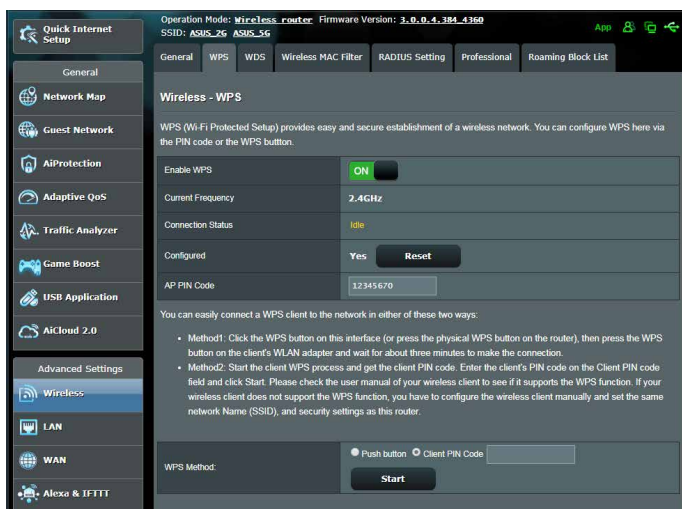 Quick Internet
Setup
General
Network Map
Guest Network
AiProtection
Adaptive QoS
Traffic Analyzer
Game Boost
USB Application
AiCloud 2.0
Advanced Settings
Wireless
LAN
WAN
Alexa & IFTTT
Operation Mode: Wireless router Firmware Version: 3.0.0.4.384_4360
SSID: ASUS_2G ASUS_5G
App
General WPS WDS Wireless MAC Filter RADIUS Setting Professional Roaming Block List
Wireless - WPS
WPS (Wi-Fi Protected Setup) provides easy and secure establishment of a wireless network. You can configure WPS here via
the PIN code or the WPS buttton.
Enable WPS ON
Current Frequency 2.4GHz
Connection Status Idle
Configured Yes Reset
AP PIN Code 12345670
You can easily connect a WPS client to the network in either of these two ways:
• Method1: Click the WPS button on this interface (or press the physical WPS button on the router), then press the WPS
button on the client's WLAN adapter and wait for about three minutes to make the connection.
• Method2: Start the client WPS process and get the client PIN code. Enter the client's PIN code on the Client PIN code
field and click Start. Please check the user manual of your wireless client to see if it supports the WPS function. If your
wireless client does not support the WPS function, you have to configure the wireless client manually and set the same
network Name (SSID), and security settings as this router.
WPS Method: Push button Client PIN Code
Start